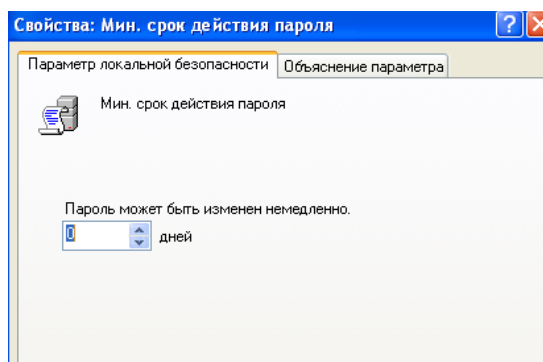 Свойства: Мин. срок действия пароля
Параметр локальной безопасности Объяснение параметра
Мин. срок действия пароля
Пароль может быть изменен немедленно.
0 дней